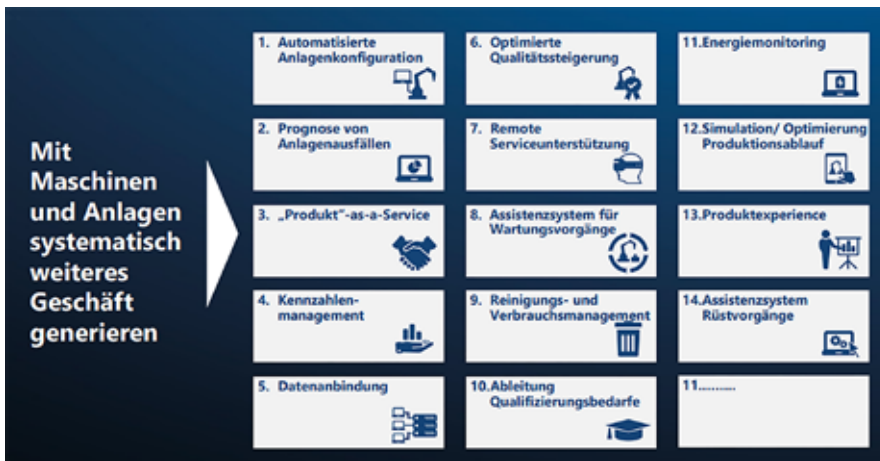 Mit
Maschinen
und Anlagen
systematisch
weiteres
Geschäft
generieren
1. Automatisierte
Anlagenkonfiguration
2. Prognose von
Anlagenausfällen
3. „Produkt“-as-a-Service
4. Kennzahlen-
management
5. Datenanbindung
6. Optimierte
Qualitätssteigerung
7. Remote
Serviceunterstützung
8. Assistenzsystem für
Wartungsvorgänge
9. Reinigungs- und
Verbrauchsmanagement
10.Ableitung
Qualifizierungsbedarfe
11.Energiemonitoring
12.Simulation/ Optimierung
Produktionsablauf
13.Produktexperience
14.Assistenzsystem
Rüstvorgänge
11..........